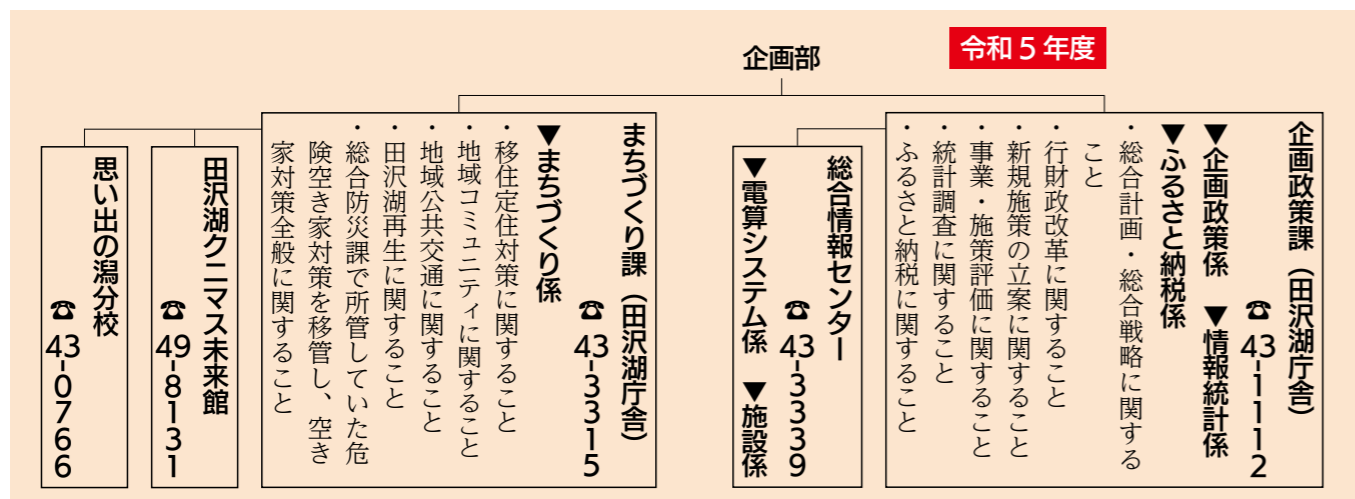 令和5年度
企画部
企画政策課（田沢湖庁舎）
☎43-1112
▼企画政策係　▼情報統計係
▼ふるさと納税係
・総合計画・総合戦略に関する
こと
・行財政改革に関すること
・新規施策の立案に関すること
・事業・施策評価に関すること
・統計調査に関すること
・ふるさと納税に関すること
総合情報センター
☎43-3339
▼電算システム係　▼施設係
まちづくり課（田沢湖庁舎）
☎43-3315
▼まちづくり係
・移住定住対策に関すること
・地域コミュニティに関すること
・地域公共交通に関すること
・田沢湖再生に関すること
・総合防災課で所管していた危
険空き家対策を移管し、空き
家対策全般に関すること
田沢湖クニマス未来館
☎49-8131
思い出の潟分校
☎43-0766